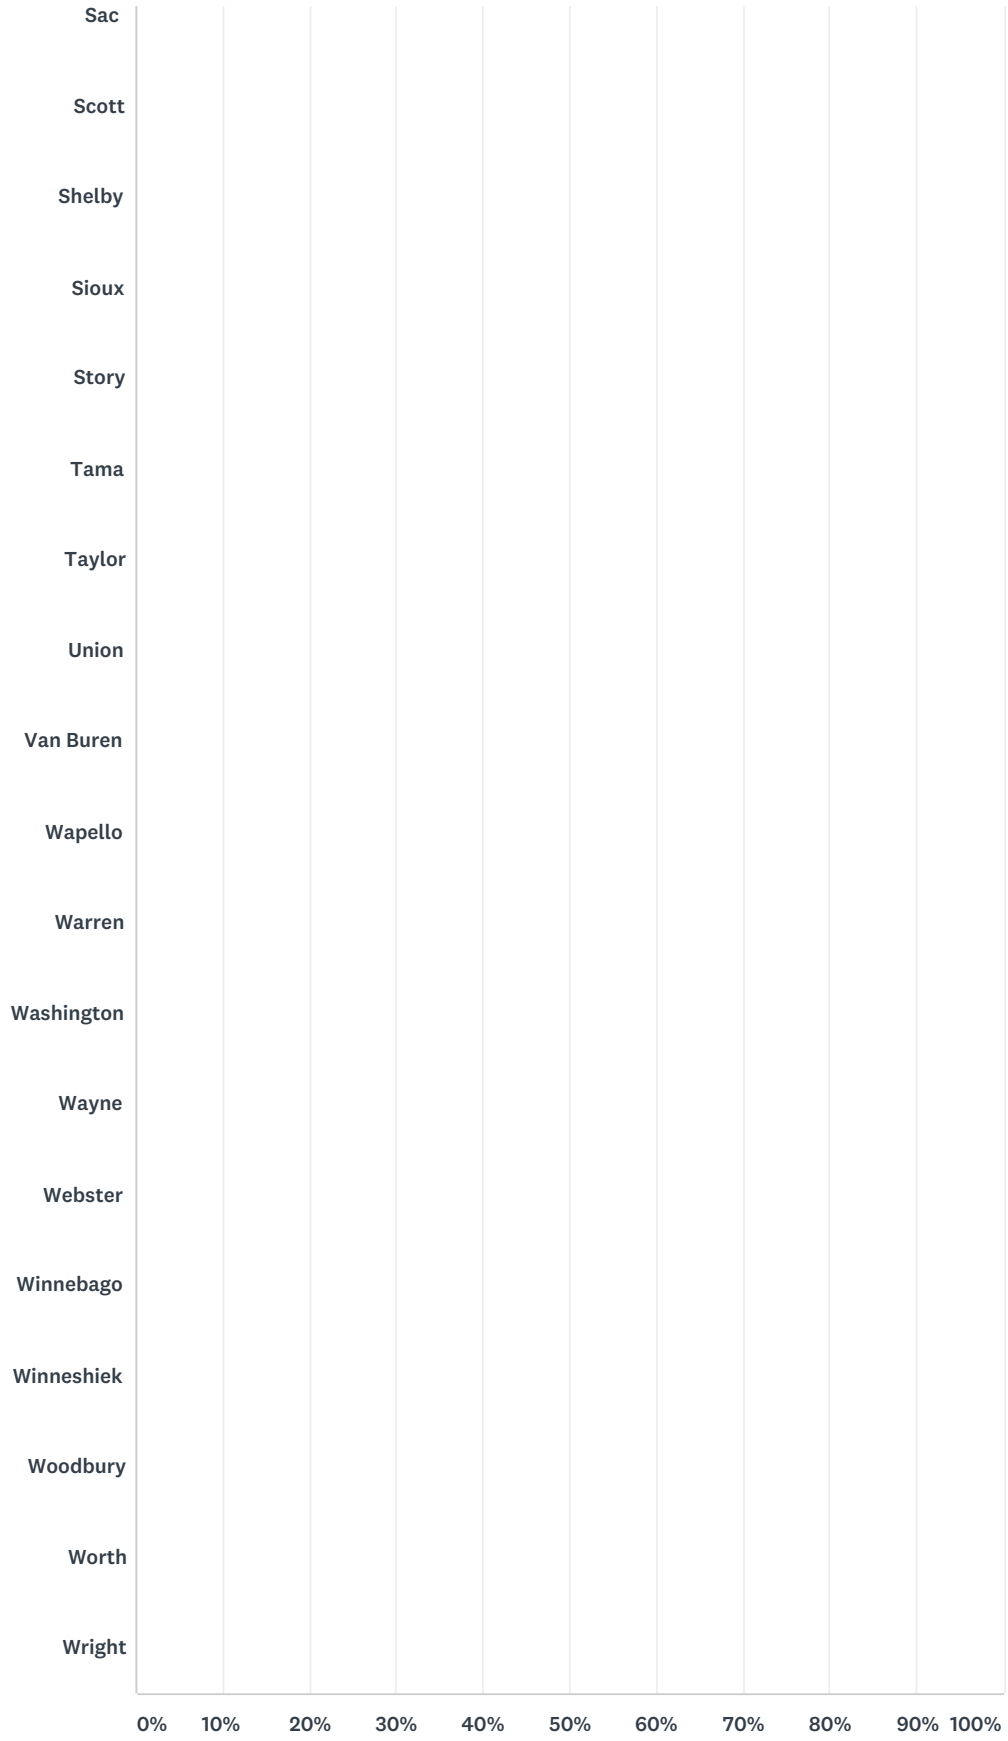 Sac
Scott
Shelby
Sioux
Story
Tama
Taylor
Union
Van Buren
Wapello
Warren
Washington
Wayne
Webster
Winnebago
Winneshiek
Woodbury
Worth
Wright
0% 10% 20% 30% 40% 50% 60% 70% 80% 90% 100%